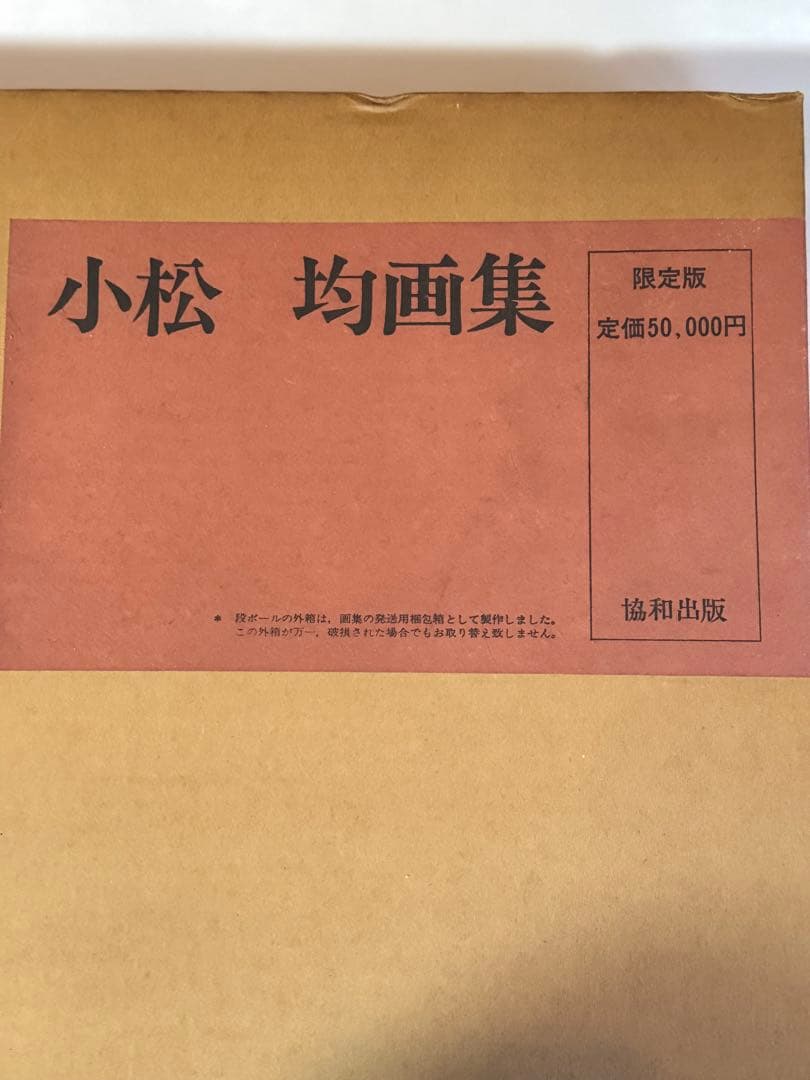 小松　均画集
限定版
定価50,000円
協和出版
＊ 段ボールの外箱は，画集の発送用梱包箱として製作しました。
この外箱が万一，破損された場合でもお取り替え致しません。